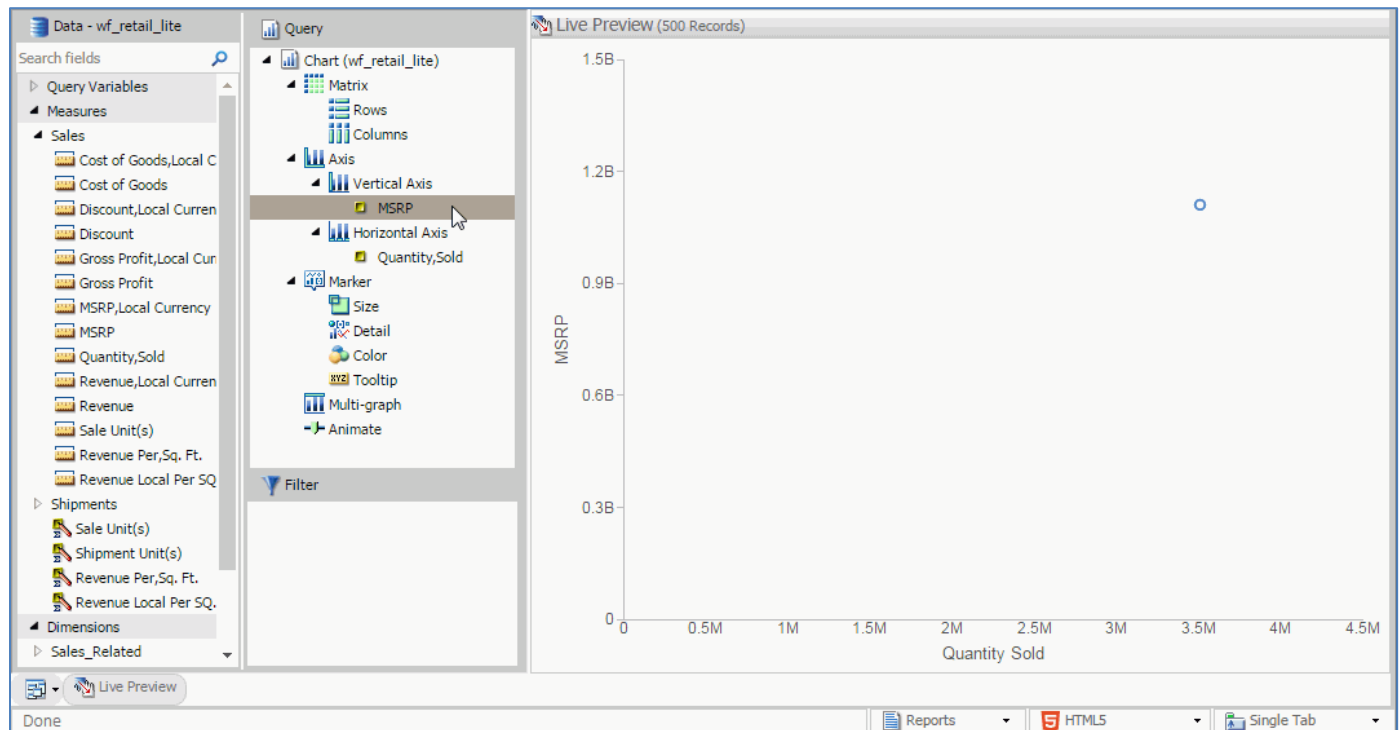 Data - wf_retail_lite
Search fields
Query Variables
Measures
Sales
Cost of Goods,Local C
Cost of Goods
Discount,Local Curren
Discount
Gross Profit,Local Cur
Gross Profit
MSRP,Local Currency
MSRP
Quantity,Sold
Revenue,Local Curren
Revenue
Sale Unit(s)
Revenue Per,Sq. Ft.
Revenue Local Per SQ
Shipments
Sale Unit(s)
Shipment Unit(s)
Revenue Per,Sq. Ft.
Revenue Local Per SQ.
Dimensions
Sales_Related
Query
Chart (wf_retail_lite)
Matrix
Rows
Columns
Axis
Vertical Axis
MSRP
Horizontal Axis
Quantity,Sold
Marker
Size
Detail
Color
XYZ Tooltip
Multi-graph
Animate
Filter
Live Preview (500 Records)
1.5B
1.2B
0.9B
0.6B
0.3B
0
MSRP
0 0.5M 1M 1.5M 2M 2.5M 3M 3.5M 4M 4.5M
Quantity Sold
Live Preview
Done
Reports
5 HTML5
Single Tab